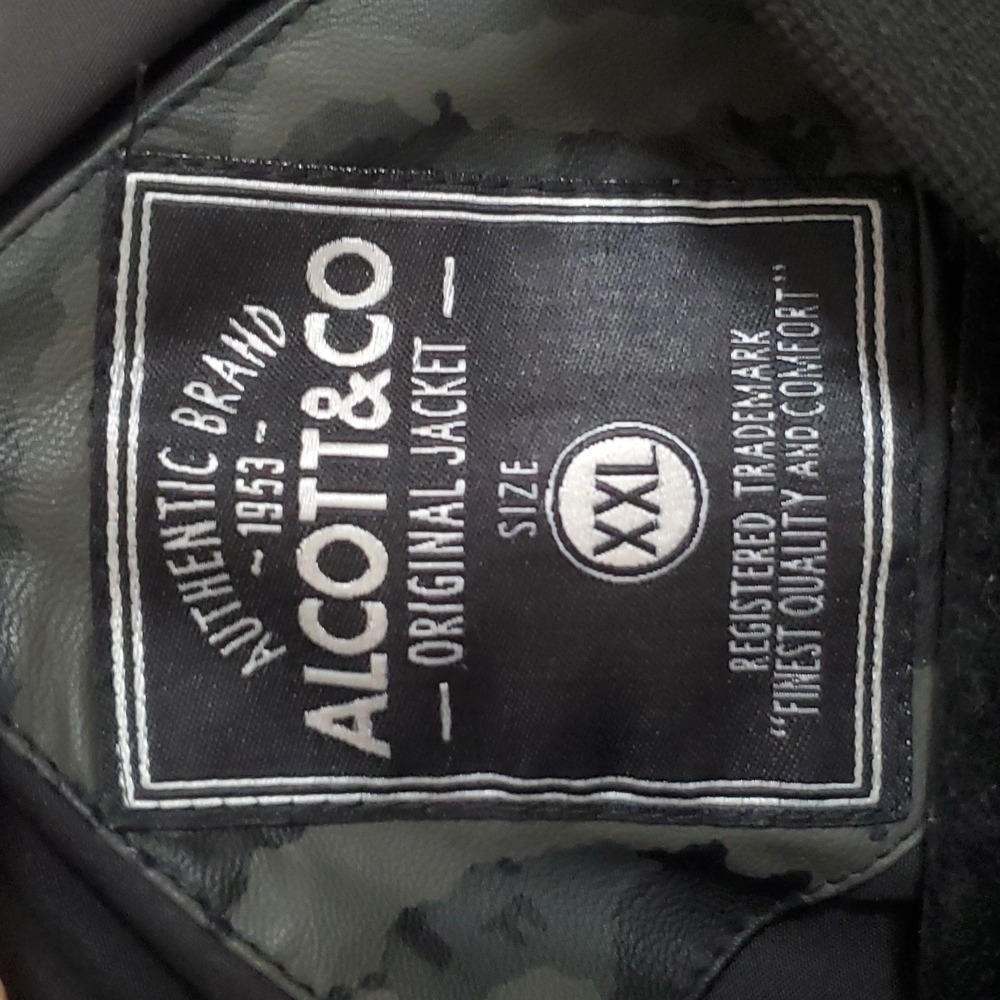 AUTHENTIC BRAND
~1953~
ALCOTT&CO
— ORIGINAL JACKET —
SIZE
XXL
REGISTERED TRADEMARK
“FINEST QUALITY AND COMFORT“